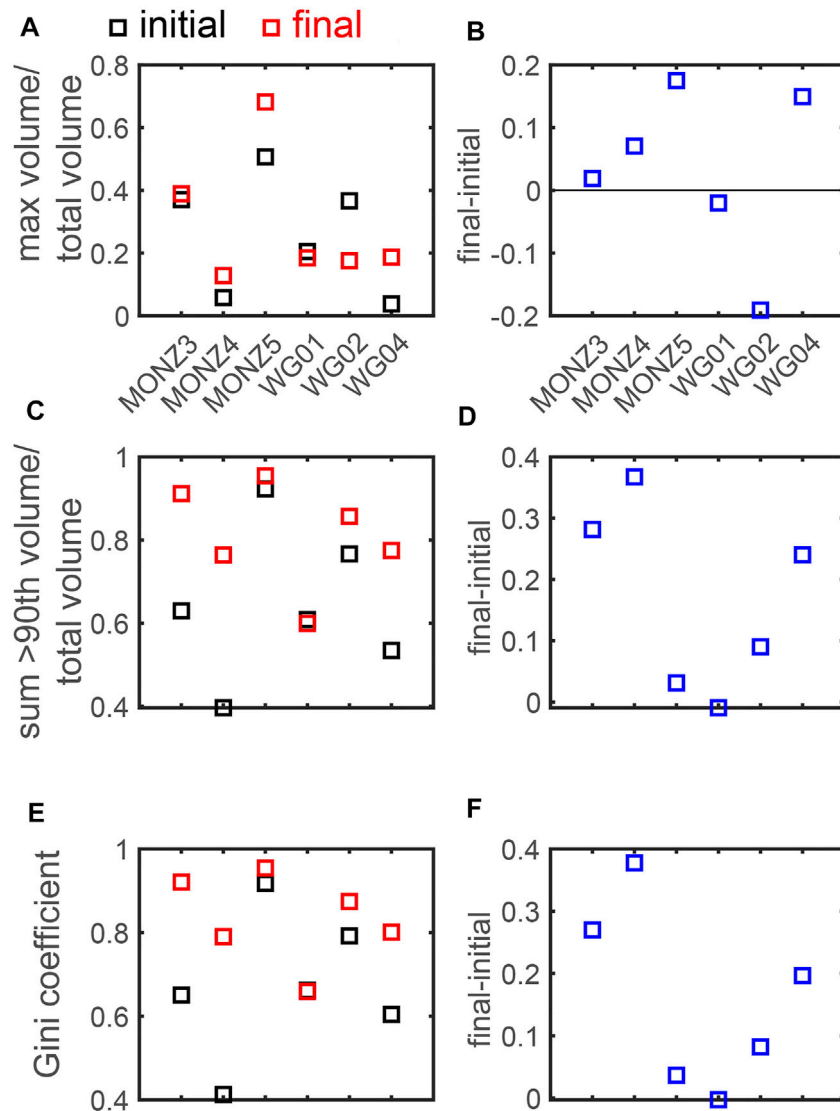 A
initial
final
max volume/
total volume
0.8
0.6
0.4
0.2
0
MONZ3
MONZ4
MONZ5
WG01
WG02
WG04
B
final-initial
0.2
0.1
0
-0.1
-0.2
MONZ3
MONZ4
MONZ5
WG01
WG02
WG04
C
sum >90th volume/
total volume
1
0.8
0.6
0.4
D
final-initial
0.4
0.3
0.2
0.1
0
E
Gini coefficient
1
0.8
0.6
0.4
F
final-initial
0.4
0.3
0.2
0.1
0